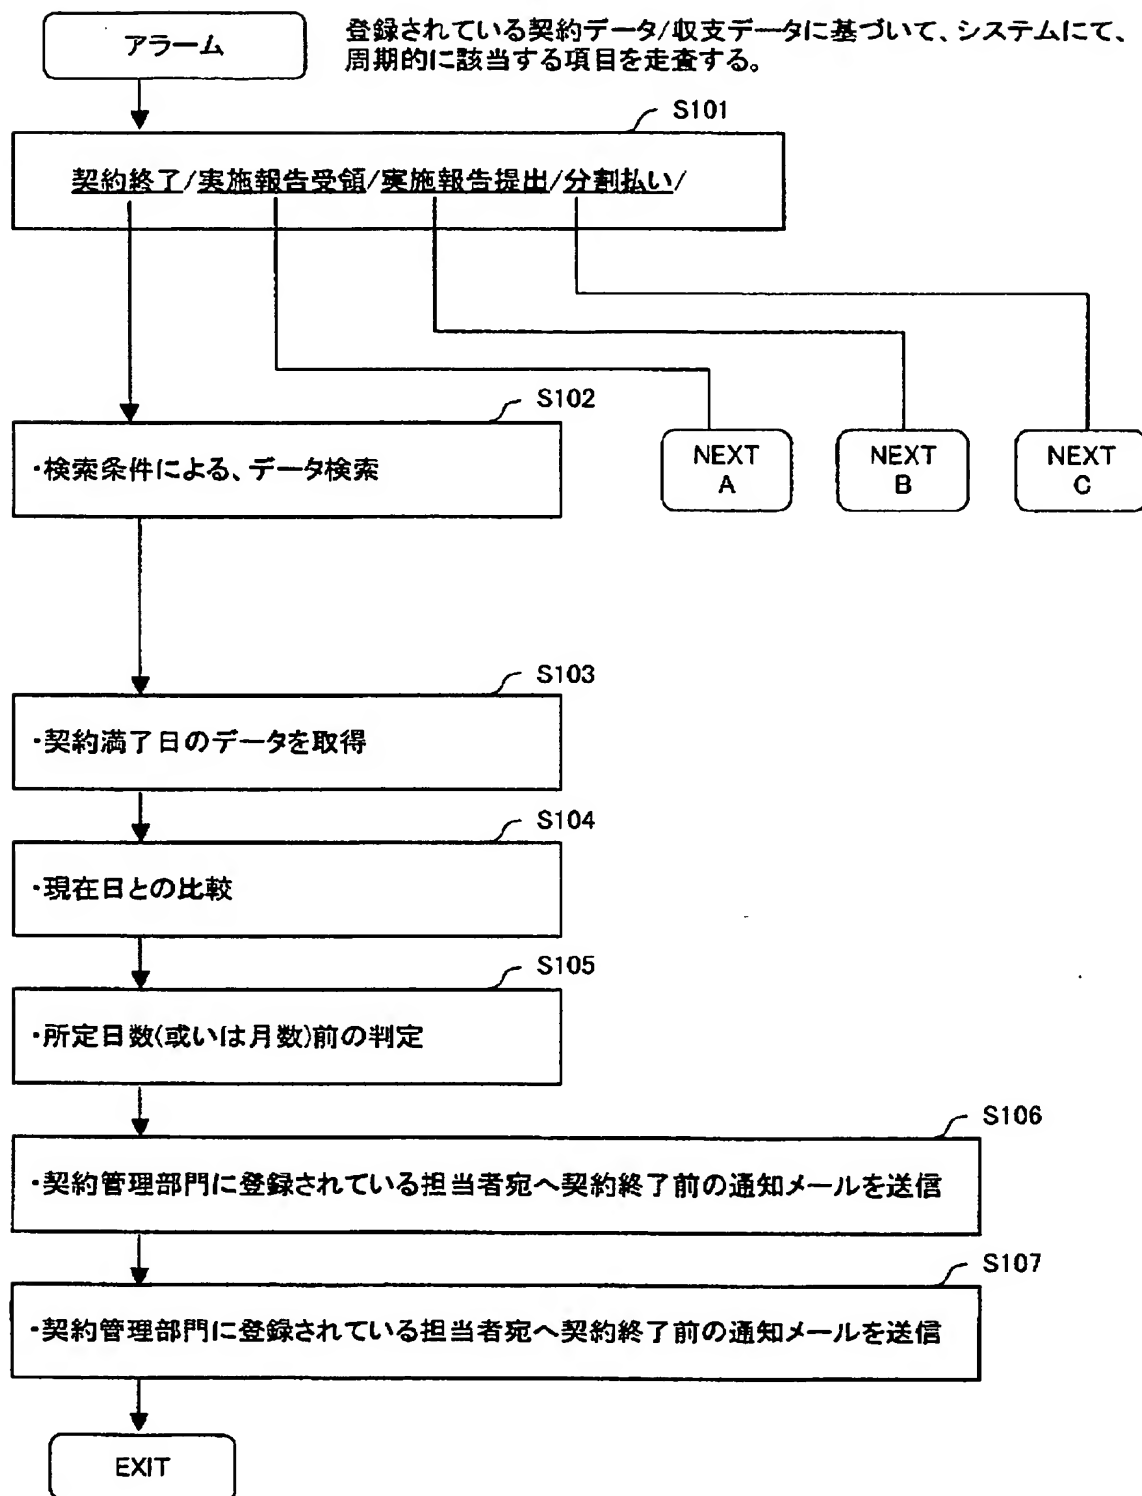 アラーム
登録されている契約データ/収支データに基づいて、システムにて、
周期的に該当する項目を走査する。
S101
契約終了/実施報告受領/実施報告提出/分割払い/
S102
・検索条件による、データ検索
NEXT
A
NEXT
B
NEXT
C
S103
・契約満了日のデータを取得
S104
・現在日との比較
S105
・所定日数(或いは月数)前の判定
S106
・契約管理部門に登録されている担当者宛へ契約終了前の通知メールを送信
S107
・契約管理部門に登録されている担当者宛へ契約終了前の通知メールを送信
EXIT